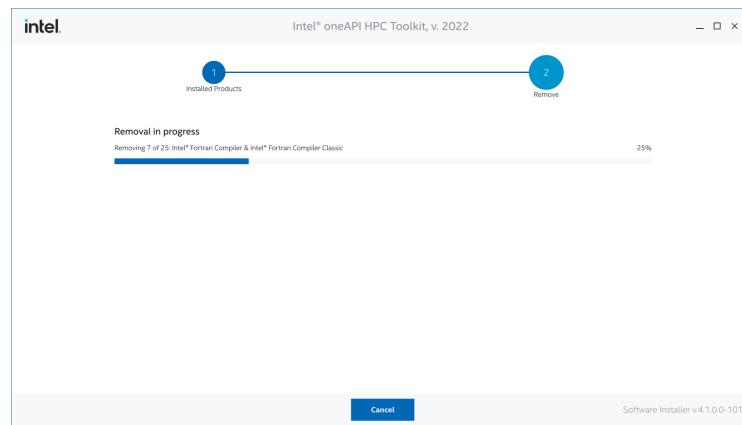 intel.
Intel® oneAPI HPC Toolkit, v. 2022
1
2
Installed Products
Remove
Removal in progress
Removing 7 of 25: Intel® Fortran Compiler & Intel® Fortran Compiler Classic
25%
Cancel
Software Installer v.4.1.0.0-101